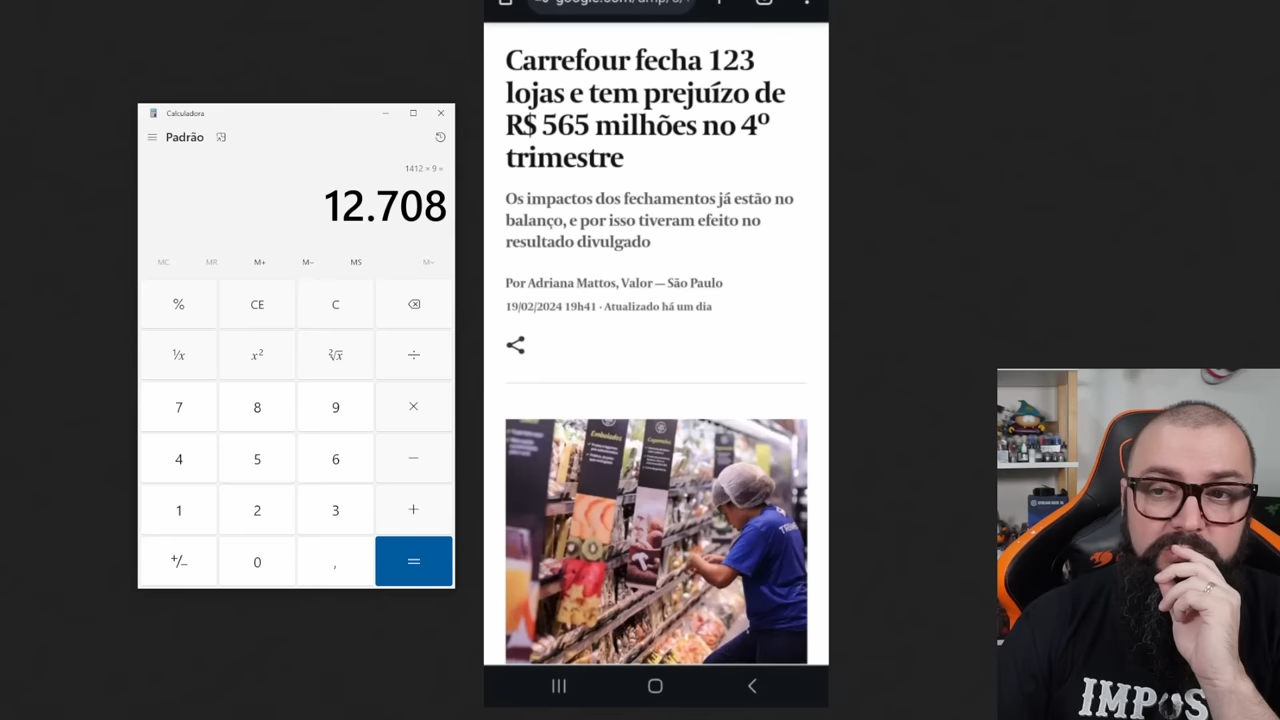 Calculadora
Padrão
1412 × 9 =
12.708
MC MR M+ M− MS M˅
% CE C
¹/x x² ²√x ÷
7 8 9 ×
4 5 6 −
1 2 3 +
+/− 0 , =
Carrefour fecha 123
lojas e tem prejuízo de
R$ 565 milhões no 4º
trimestre
Os impactos dos fechamentos já estão no
balanço, e por isso tiveram efeito no
resultado divulgado
Por Adriana Mattos, Valor — São Paulo
19/02/2024 19h41 · Atualizado há um dia
Embalados
Cogumelos